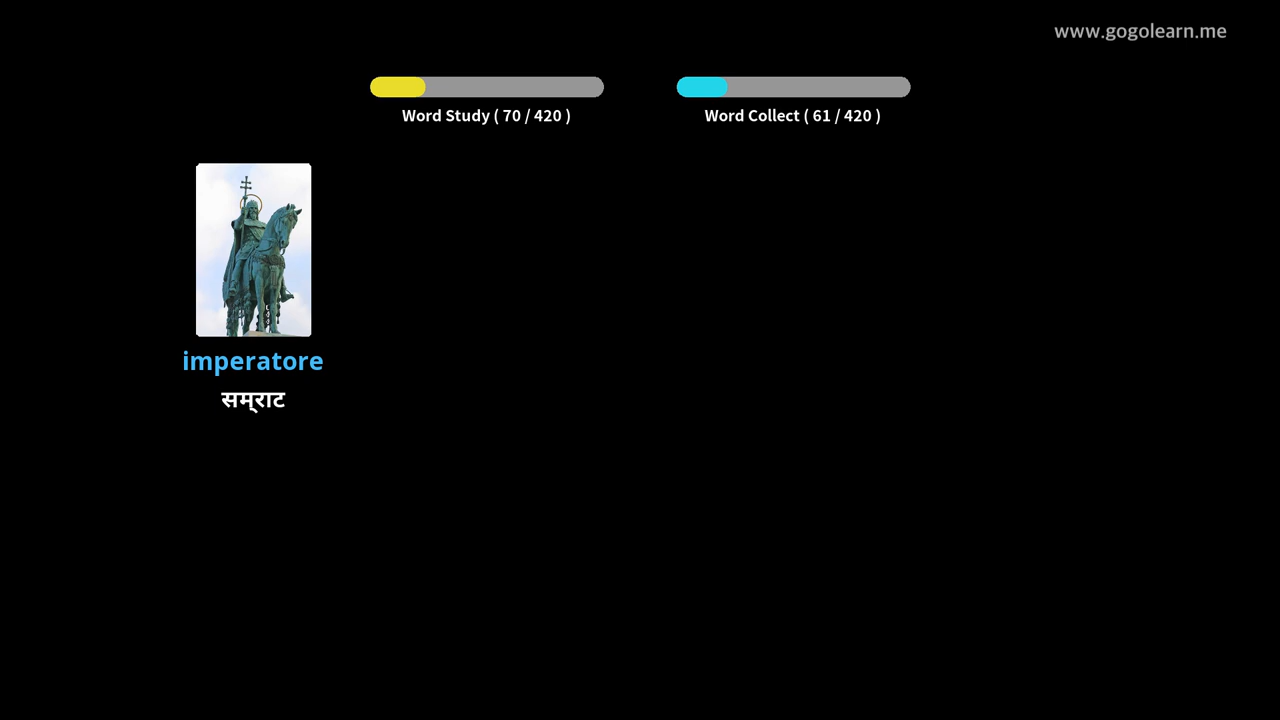 www.gogolearn.me
Word Study ( 70 / 420 )
Word Collect ( 61 / 420 )
imperatore
सम्राट